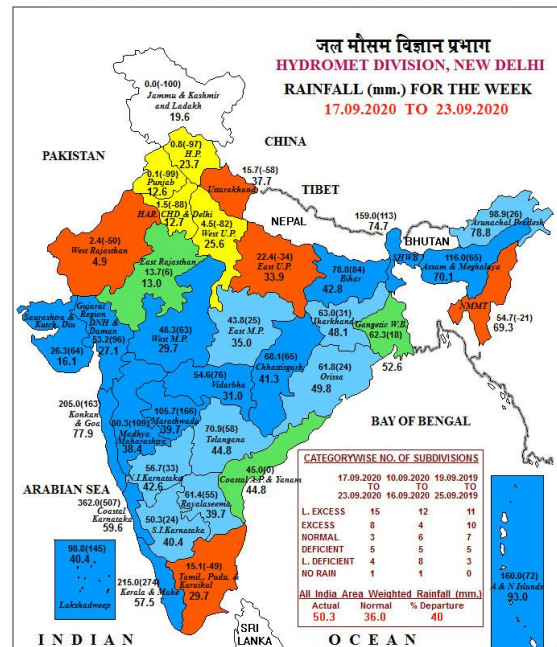 जल मौसम विज्ञान प्रभाग
HYDROMET DIVISION, NEW DELHI
RAINFALL (mm.) FOR THE WEEK
17.09.2020 TO 23.09.2020
0.0(-100)
Jammu & Kashmir
and Ladakh
19.6
CHINA
0.8(-97)
H.P.
23.7
PAKISTAN
0.1(-99)
Punjab
12.6
15.7(-58)
37.7
Uttarakhand
TIBET
1.5(-88)
HAR. CHD & Delhi
12.7
4.5(-82)
West U.P.
25.6
NEPAL
159.0(113)
74.7
98.9(26)
Arunachal Pradesh
78.8
BHUTAN
2.4(-50)
West Rajasthan
4.9
East Rajasthan
13.7(6)
13.0
22.4(-34)
East U.P.
33.9
78.8(84)
Bihar
42.8
SHWB
116.0(65)
Assam & Meghalaya
70.1
NMMT
54.7(-21)
69.3
Gujarat
Region
DNH &
Daman
53.2(96)
27.1
Saurashtra &
Kutch, Diu
26.3(64)
16.1
48.3(63)
West M.P.
29.7
43.8(25)
East M.P.
35.0
63.0(31)
Jharkhand
48.1
Gangetic W.B.
62.3(18)
52.6
68.1(65)
Chhattisgarh
41.3
61.8(24)
Orissa
49.8
54.6(76)
Vidarbha
31.0
205.0(163)
Konkan
& Goa
77.9
80.3(109)
Madhya
Maharashtra
38.4
105.7(166)
Marathwada
39.7
70.9(58)
Telangana
44.8
BAY OF BENGAL
45.0(0)
Coastal A.P. & Yanam
44.8
ARABIAN SEA
56.7(33)
N.I.Karnataka
42.6
61.4(55)
Rayalaseema
39.7
362.0(507)
Coastal
Karnataka
59.6
50.3(24)
S.I.Karnataka
40.4
98.8(145)
40.4
Lakshadweep
215.0(274)
Kerala & Mahe
57.5
15.1(-49)
Tamil., Pudu. &
Karaikal
29.7
160.0(72)
A & N Islands
93.0
CATEGORYWISE NO. OF SUBDIVISIONS
17.09.2020 10.09.2020 19.09.2019
TO TO TO
23.09.2020 16.09.2020 25.09.2019
L. EXCESS 15 12 11
EXCESS 8 4 10
NORMAL 3 6 7
DEFICIENT 5 5 5
L. DEFICIENT 4 8 3
NO RAIN 1 1 0
All India Area Weighted Rainfall (mm.)
Actual Normal % Departure
50.3 36.0 40
SRI
LANKA
INDIAN OCEAN